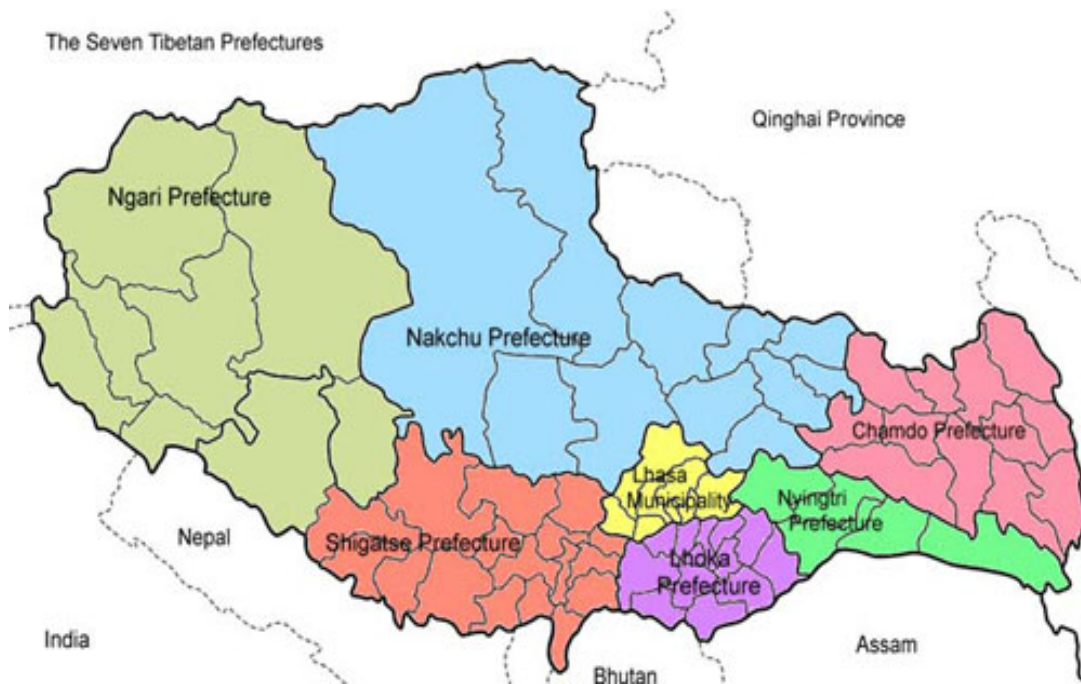 The Seven Tibetan Prefectures
Qinghai Province
Ngari Prefecture
Nakchu Prefecture
Chamdo Prefecture
Lhasa
Municipality
Nyingtri
Prefecture
Nepal
Shigatse Prefecture
Lhoka
Prefecture
India
Assam
Bhutan